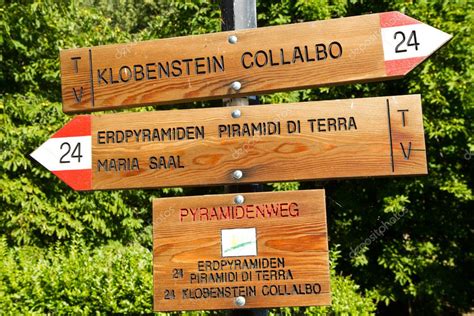 T
V
KLOBENSTEIN COLLALBO
24
24
ERDPYRAMIDEN PIRAMIDI DI TERRA
MARIA SAAL
T
V
PYRAMIDENWEG
ERDPYRAMIDEN
24 PIRAMIDI DI TERRA
24 KLOBENSTEIN COLLALBO
depositphotos